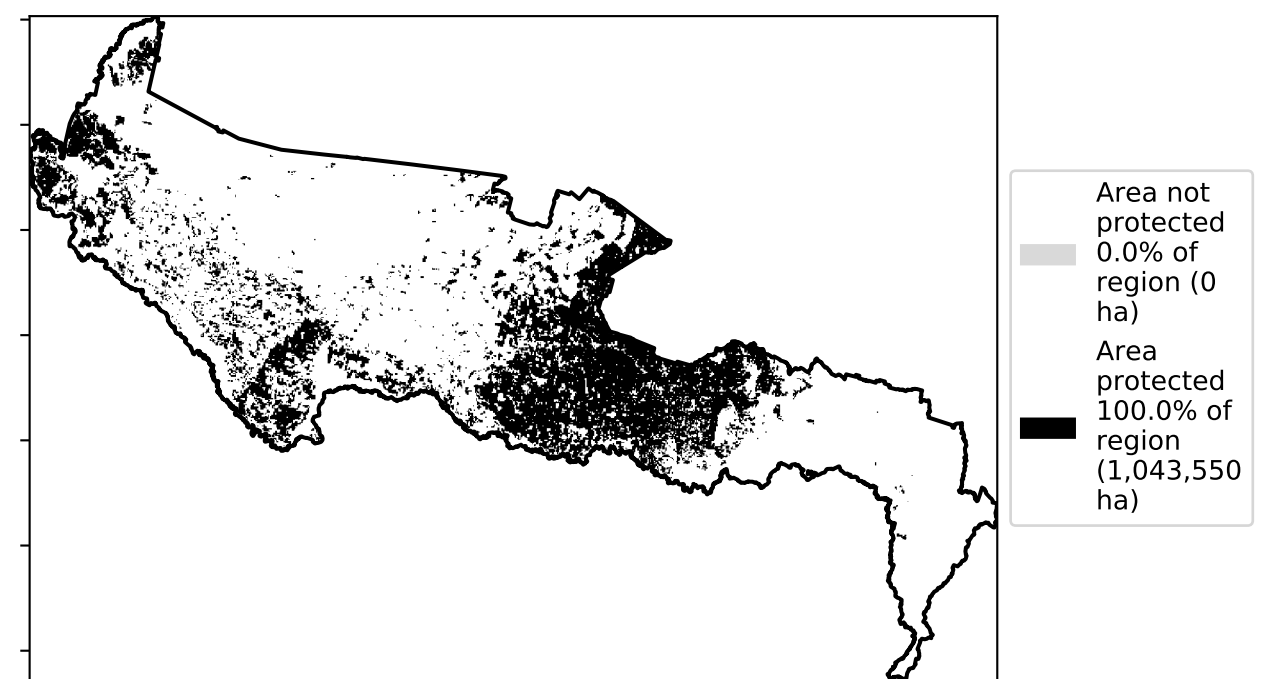 Area not
protected
0.0% of
region (0
ha)
Area
protected
100.0% of
region
(1,043,550
ha)